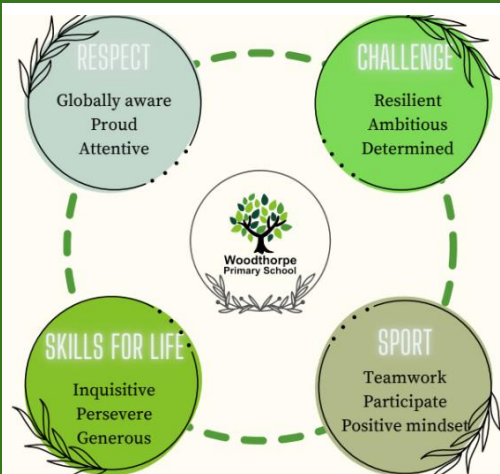 RESPECT
Globally aware
Proud
Attentive
CHALLENGE
Resilient
Ambitious
Determined
Woodthorpe
Primary School
SKILLS FOR LIFE
Inquisitive
Persevere
Generous
SPORT
Teamwork
Participate
Positive mindset